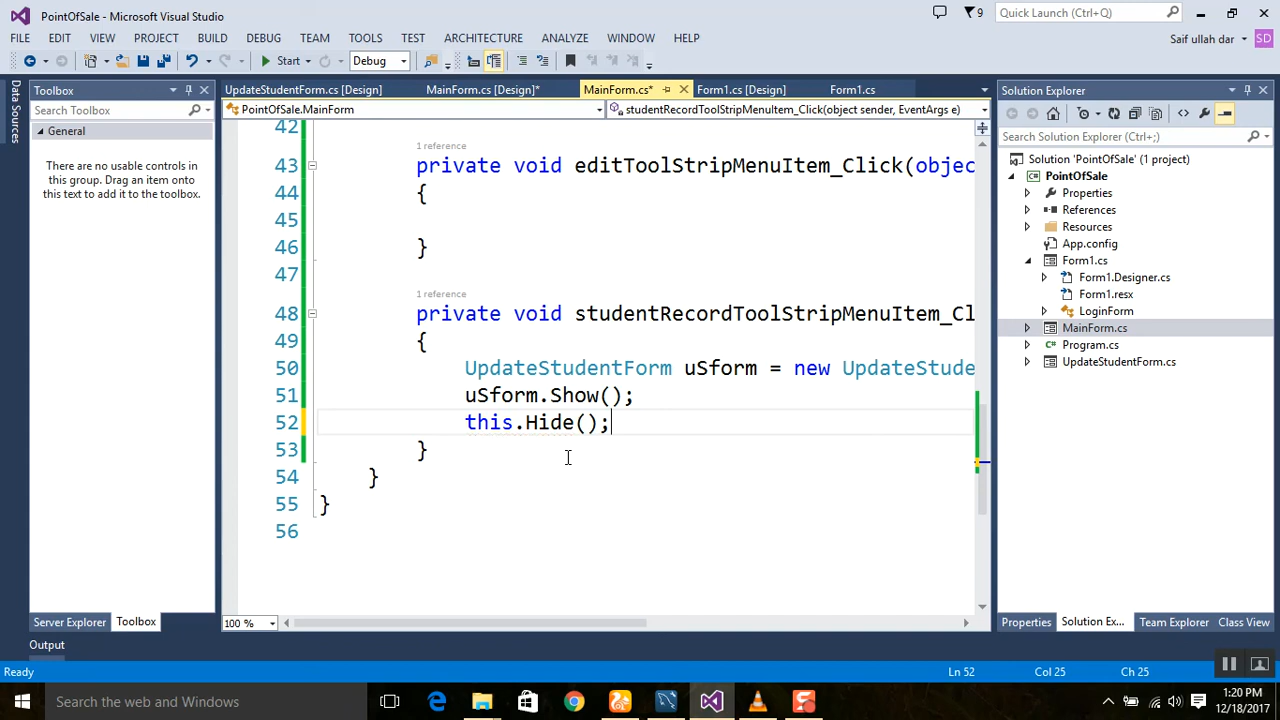 PointOfSale - Microsoft Visual Studio
9
Quick Launch (Ctrl+Q)
FILE EDIT VIEW PROJECT BUILD DEBUG TEAM TOOLS TEST ARCHITECTURE ANALYZE WINDOW HELP
Saif ullah dar SD
Start Debug
Data Sources
Toolbox
Search Toolbox
General
There are no usable controls in
this group. Drag an item onto
this text to add it to the toolbox.
Server Explorer Toolbox
UpdateStudentForm.cs [Design] MainForm.cs [Design]* MainForm.cs* Form1.cs [Design] Form1.cs
PointOfSale.MainForm studentRecordToolStripMenuItem_Click(object sender, EventArgs e)
42
1 reference
43 private void editToolStripMenuItem_Click(objec
44 {
45
46 }
47
1 reference
48 private void studentRecordToolStripMenuItem_Cl
49 {
50 UpdateStudentForm uSform = new UpdateStude
51 uSform.Show();
52 this.Hide();
53 }
54 }
55 }
56
100 %
Solution Explorer
Search Solution Explorer (Ctrl+;)
Solution 'PointOfSale' (1 project)
PointOfSale
Properties
References
Resources
App.config
Form1.cs
Form1.Designer.cs
Form1.resx
LoginForm
MainForm.cs
Program.cs
UpdateStudentForm.cs
Properties Solution Ex... Team Explorer Class View
Output
Ready Ln 52 Col 25 Ch 25
Search the web and Windows
1:20 PM
12/18/2017